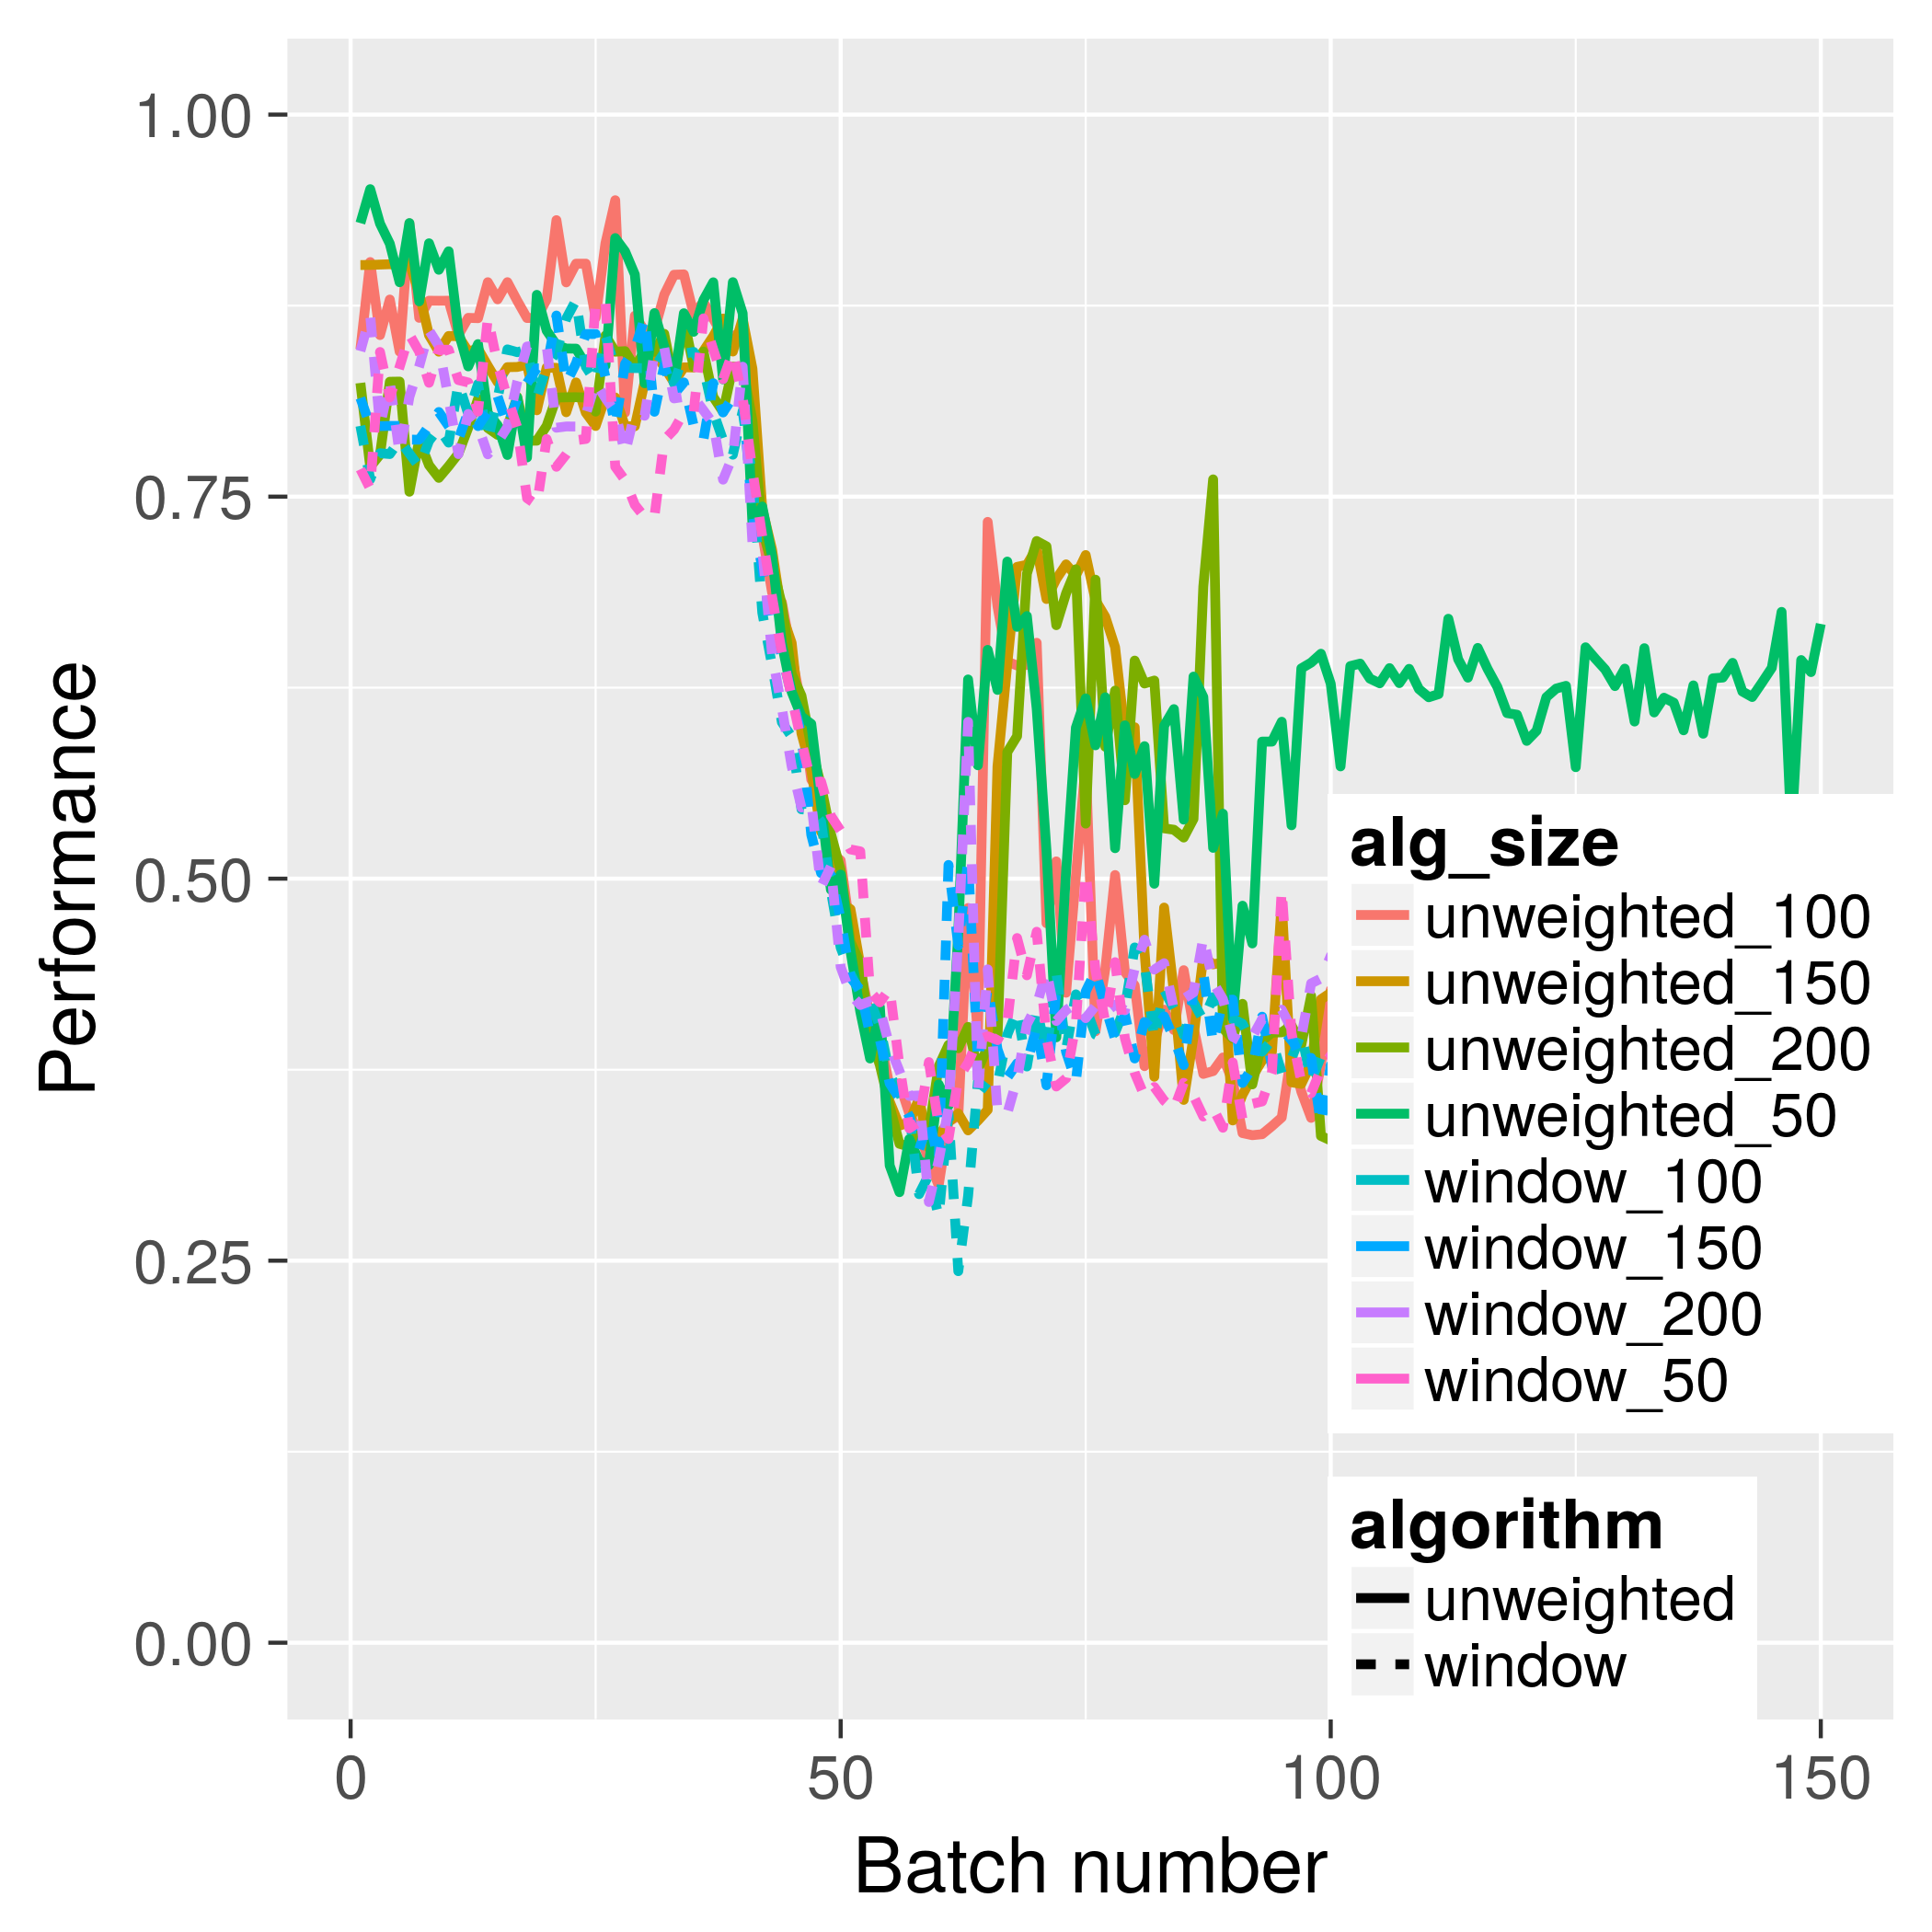 1.00
0.75
0.50
0.25
0.00
Performance
0
50
100
150
Batch number
alg_size
unweighted_100
unweighted_150
unweighted_200
unweighted_50
window_100
window_150
window_200
window_50
algorithm
unweighted
window